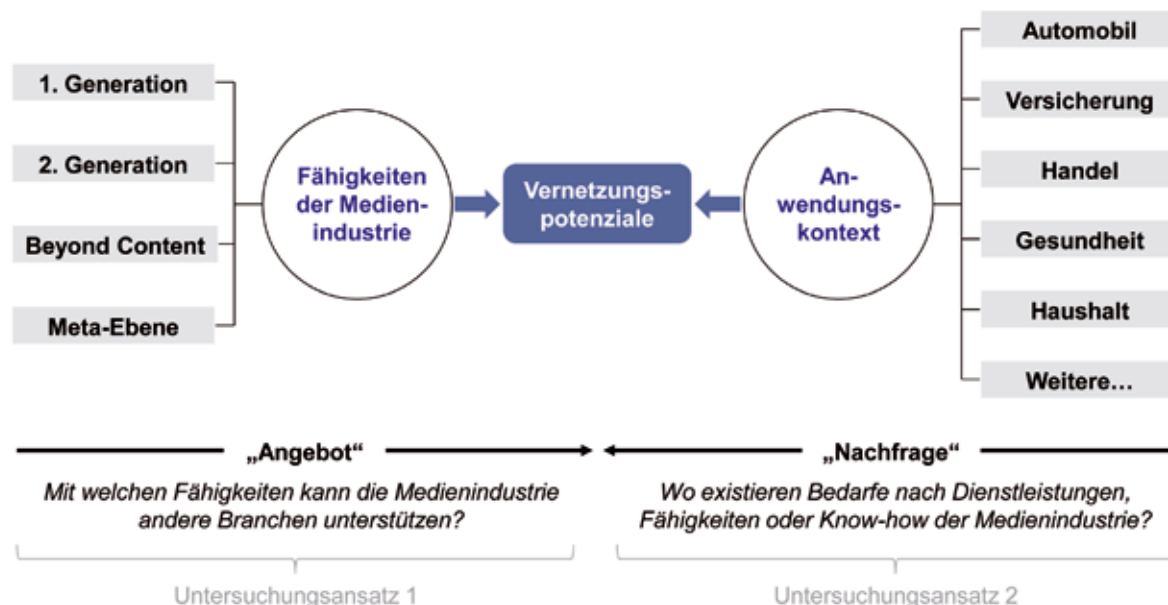 1. Generation
2. Generation
Beyond Content
Meta-Ebene
Fähigkeiten
der Medien-
industrie
Vernetzungs-
potenziale
An-
wendungs-
kontext
Automobil
Versicherung
Handel
Gesundheit
Haushalt
Weitere…
„Angebot“
Mit welchen Fähigkeiten kann die Medienindustrie
andere Branchen unterstützen?
Untersuchungsansatz 1
„Nachfrage“
Wo existieren Bedarfe nach Dienstleistungen,
Fähigkeiten oder Know-how der Medienindustrie?
Untersuchungsansatz 2